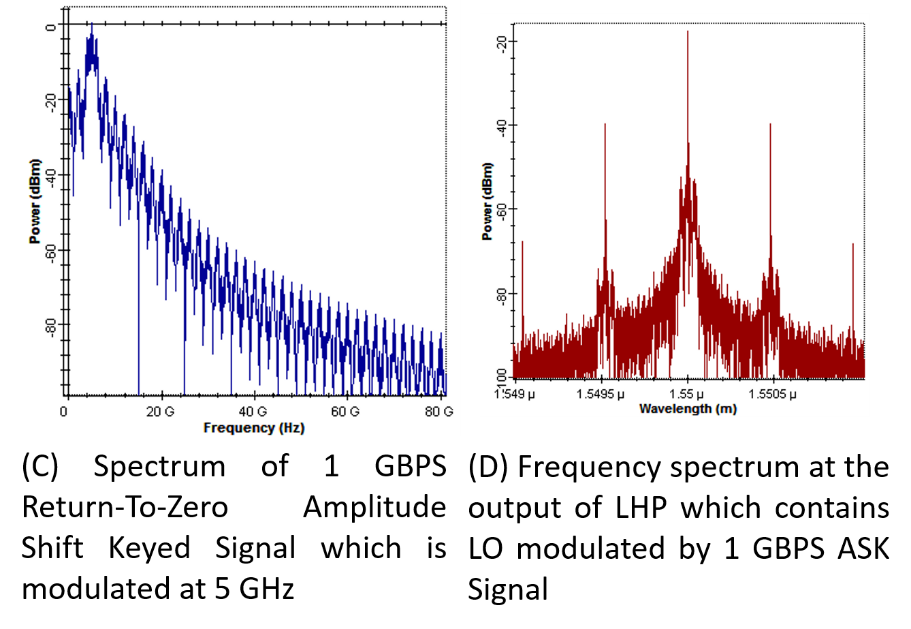 0
-20
-40
-60
-80
Power (dBm)
0
20 G
40 G
60 G
80 G
Frequency (Hz)
-20
-40
-60
-80
-100
Power (dBm)
1.549 µ
1.5495 µ
1.55 µ
1.5505 µ
Wavelength (m)
(C) Spectrum of 1 GBPS
Return-To-Zero Amplitude
Shift Keyed Signal which is
modulated at 5 GHz
(D) Frequency spectrum at the
output of LHP which contains
LO modulated by 1 GBPS ASK
Signal